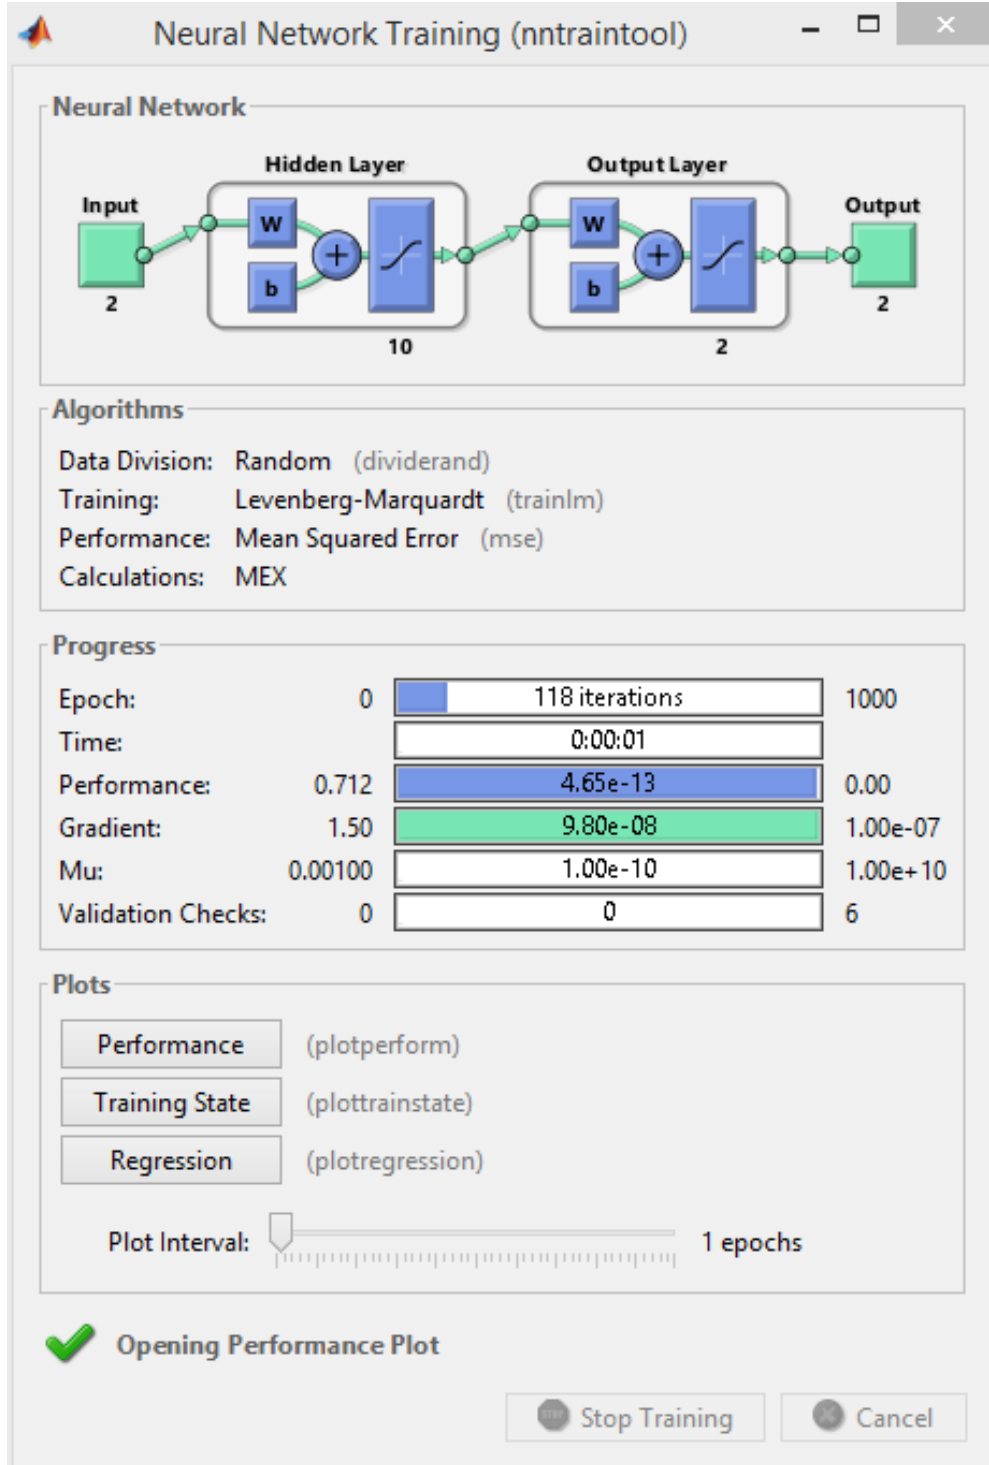 Neural Network Training (nntraintool)
Neural Network
Hidden Layer
Output Layer
Input
Output
W
b
+
W
b
+
2
10
2
2
Algorithms
Data Division: Random (dividerand)
Training: Levenberg-Marquardt (trainlm)
Performance: Mean Squared Error (mse)
Calculations: MEX
Progress
Epoch: 0 118 iterations 1000
Time: 0:00:01
Performance: 0.712 4.65e-13 0.00
Gradient: 1.50 9.80e-08 1.00e-07
Mu: 0.00100 1.00e-10 1.00e+10
Validation Checks: 0 0 6
Plots
Performance (plotperform)
Training State (plottrainstate)
Regression (plotregression)
Plot Interval: 1 epochs
Opening Performance Plot
Stop Training
Cancel